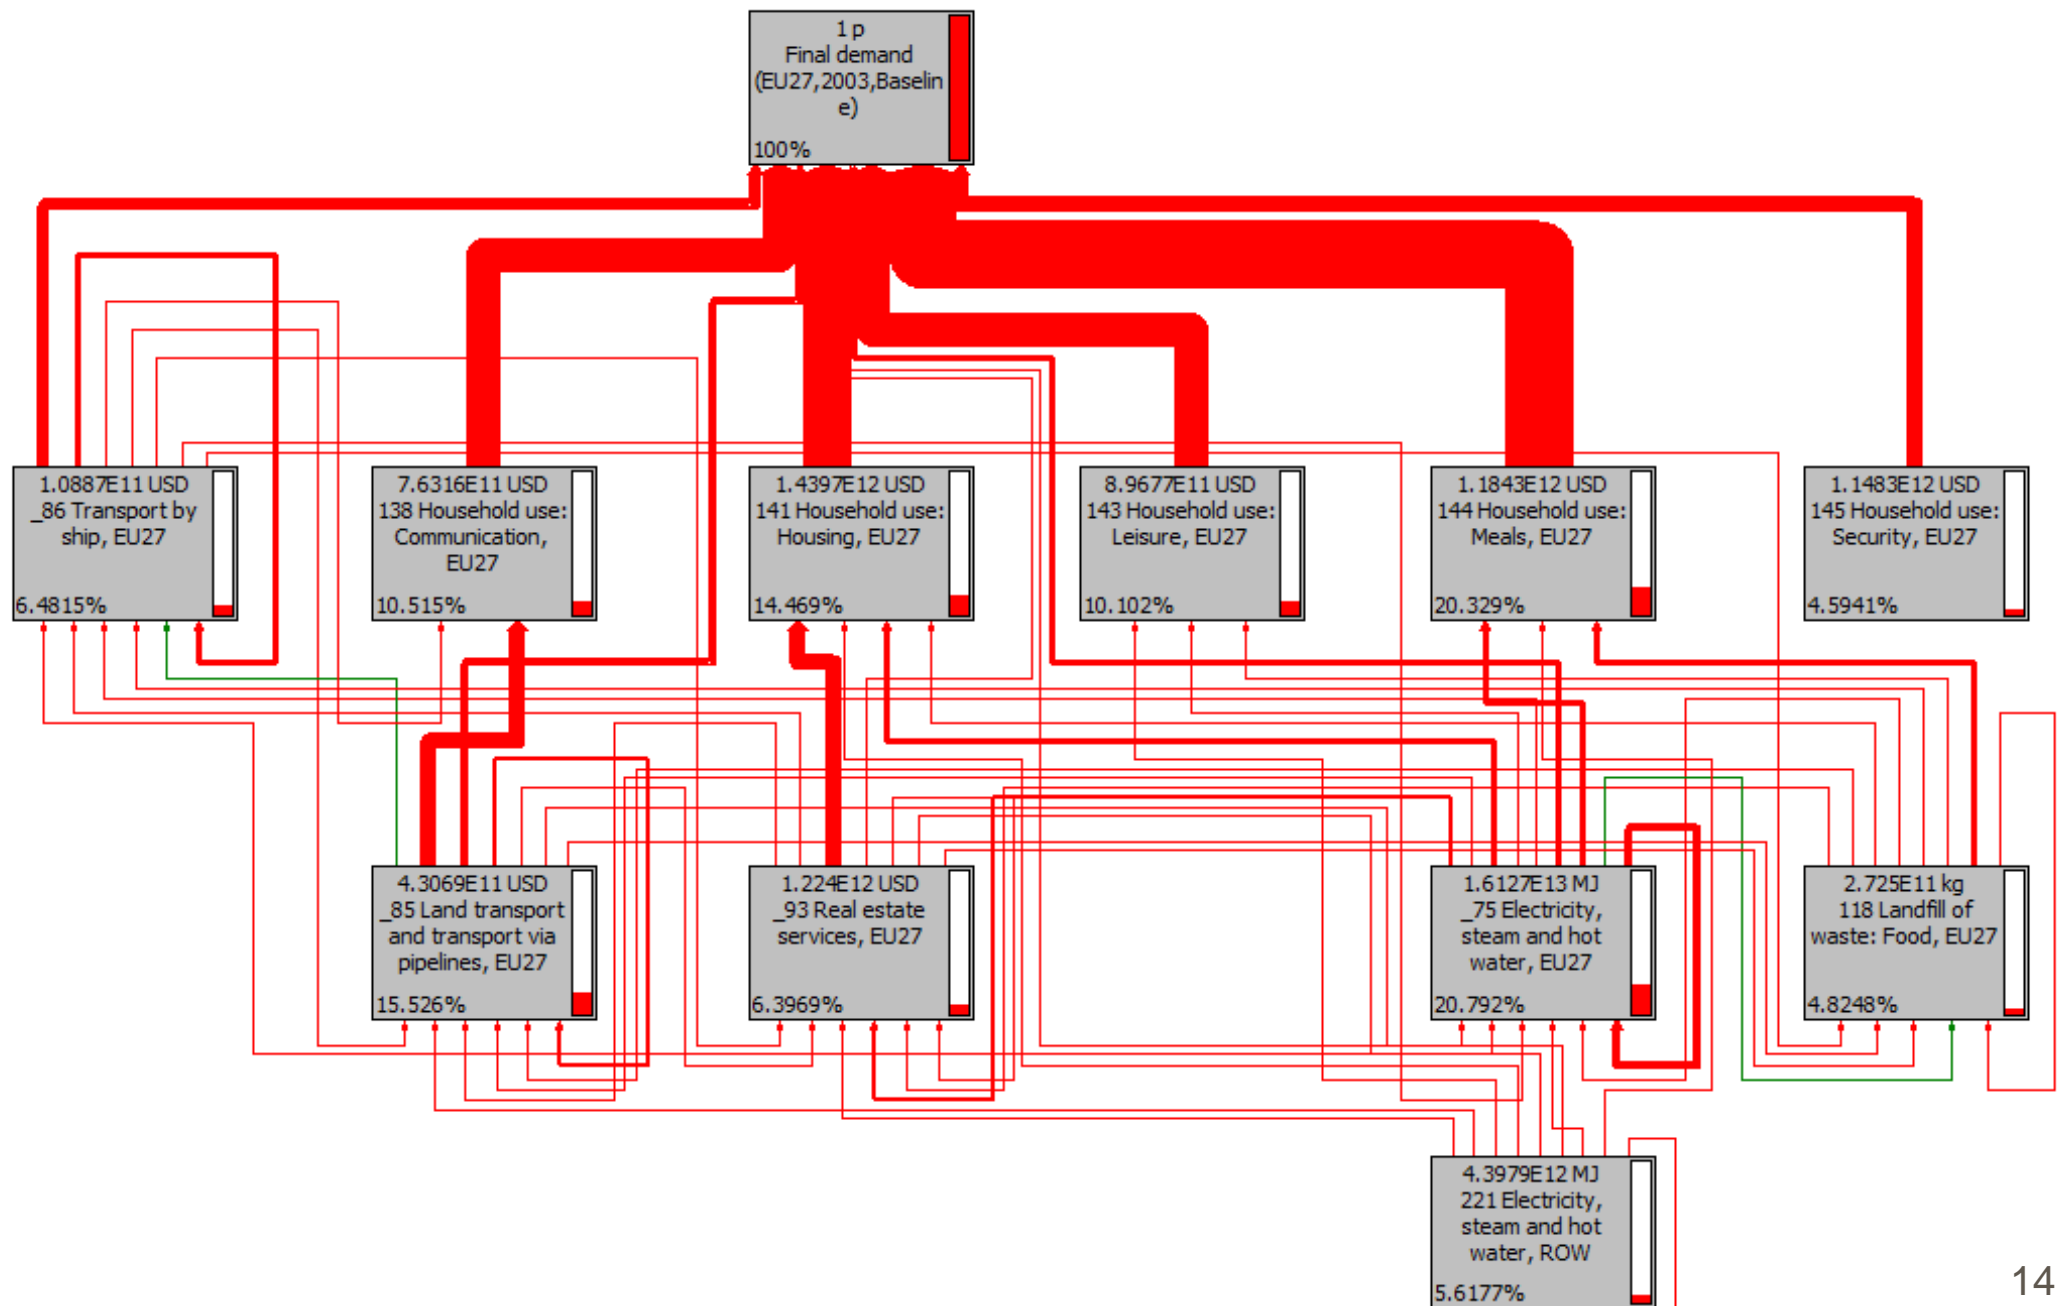 1 p
Final demand
(EU27,2003,Baselin
e)
100%
1.0887E11 USD
_86 Transport by
ship, EU27
6.4815%
7.6316E11 USD
138 Household use:
Communication,
EU27
10.515%
1.4397E12 USD
141 Household use:
Housing, EU27
14.469%
8.9677E11 USD
143 Household use:
Leisure, EU27
10.102%
1.1843E12 USD
144 Household use:
Meals, EU27
20.329%
1.1483E12 USD
145 Household use:
Security, EU27
4.5941%
4.3069E11 USD
_85 Land transport
and transport via
pipelines, EU27
15.526%
1.224E12 USD
_93 Real estate
services, EU27
6.3969%
1.6127E13 MJ
_75 Electricity,
steam and hot
water, EU27
20.792%
2.725E11 kg
118 Landfill of
waste: Food, EU27
4.8248%
4.3979E12 MJ
221 Electricity,
steam and hot
water, ROW
5.6177%
14